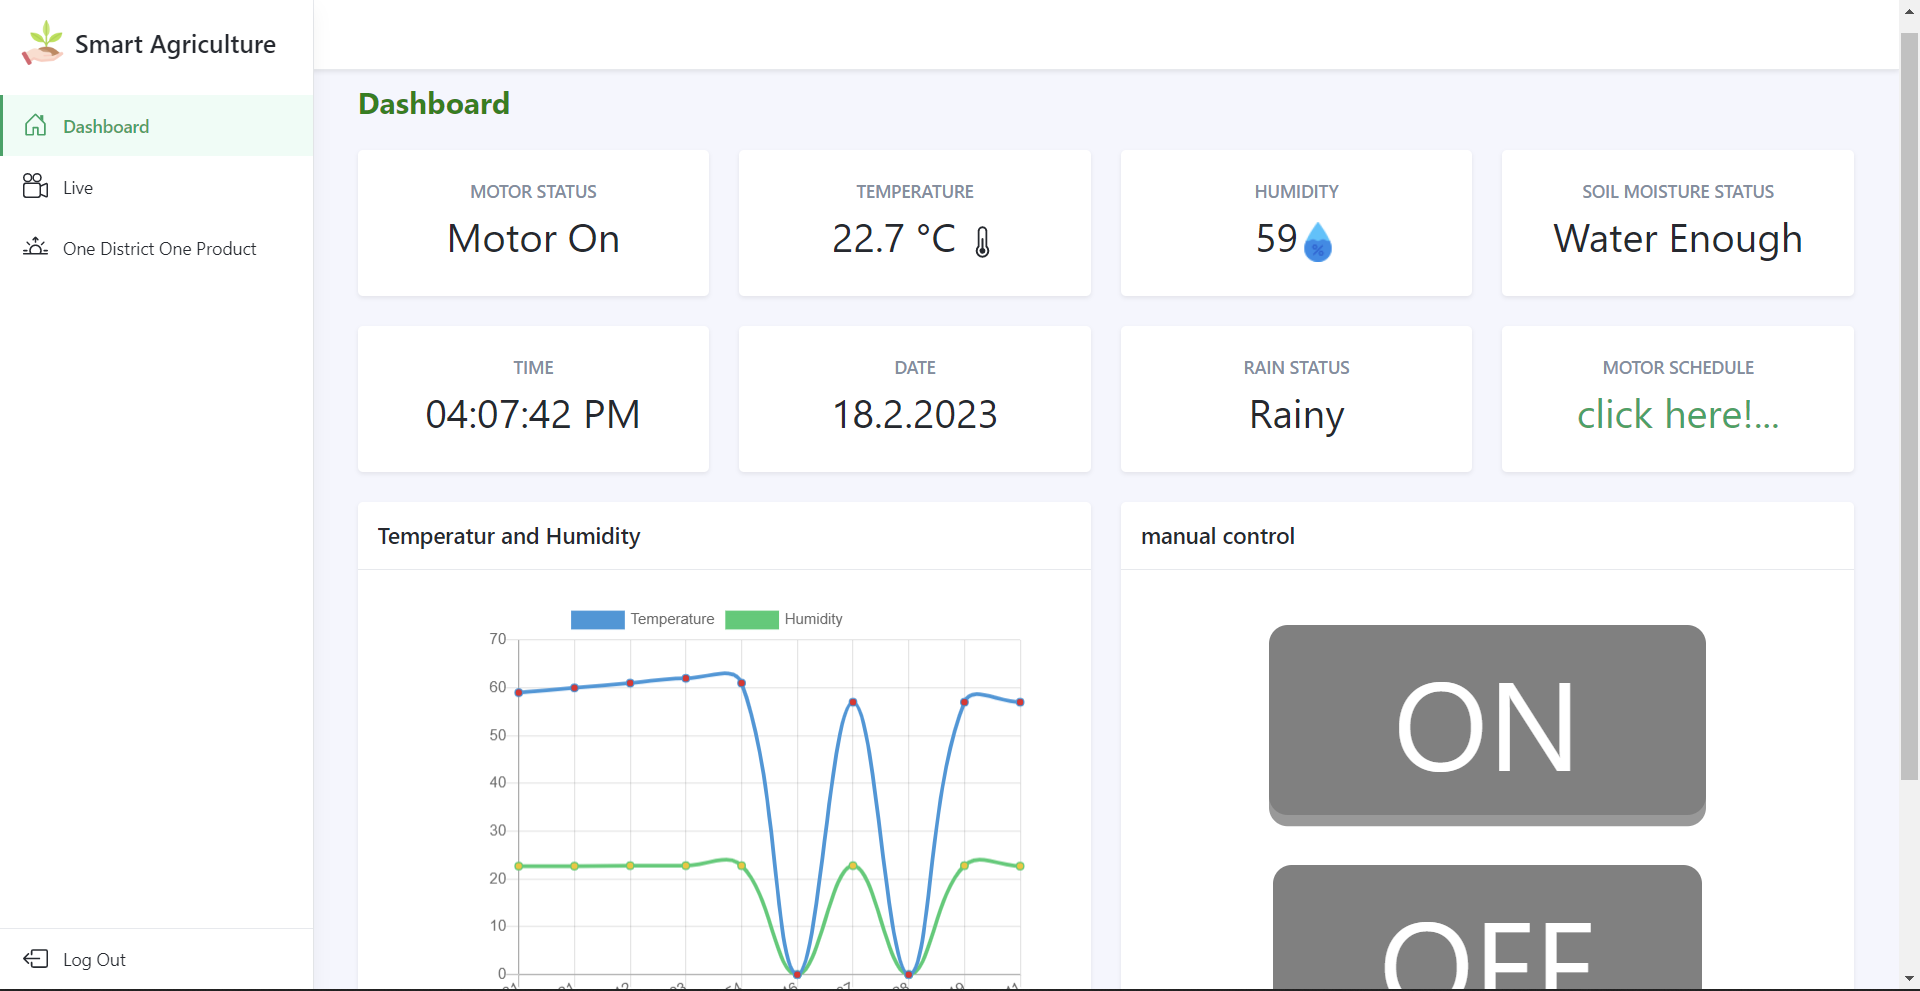 Smart Agriculture
Dashboard
Live
One District One Product
Log Out
Dashboard
MOTOR STATUS
Motor On
TEMPERATURE
22.7 °C
HUMIDITY
59
%
SOIL MOISTURE STATUS
Water Enough
TIME
04:07:42 PM
DATE
18.2.2023
RAIN STATUS
Rainy
MOTOR SCHEDULE
click here!...
Temperatur and Humidity
Temperature
Humidity
70
60
50
40
30
20
10
0
manual control
ON
OFF